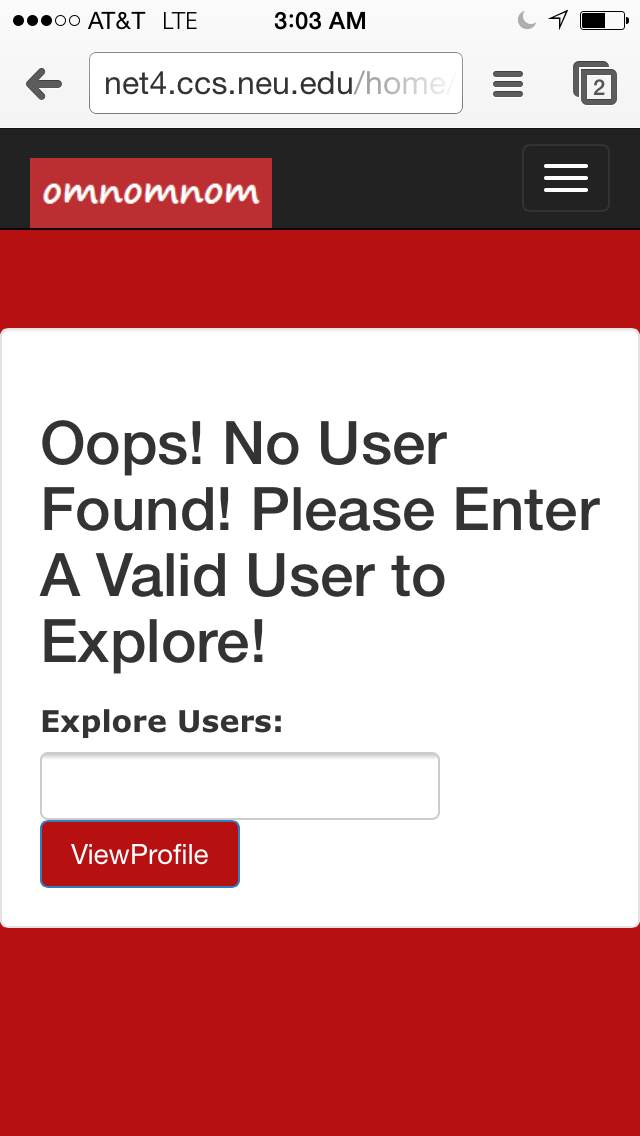 AT&T LTE 3:03 AM
net4.ccs.neu.edu/home/
2
omnomnom
Oops! No User
Found! Please Enter
A Valid User to
Explore!
Explore Users:
ViewProfile